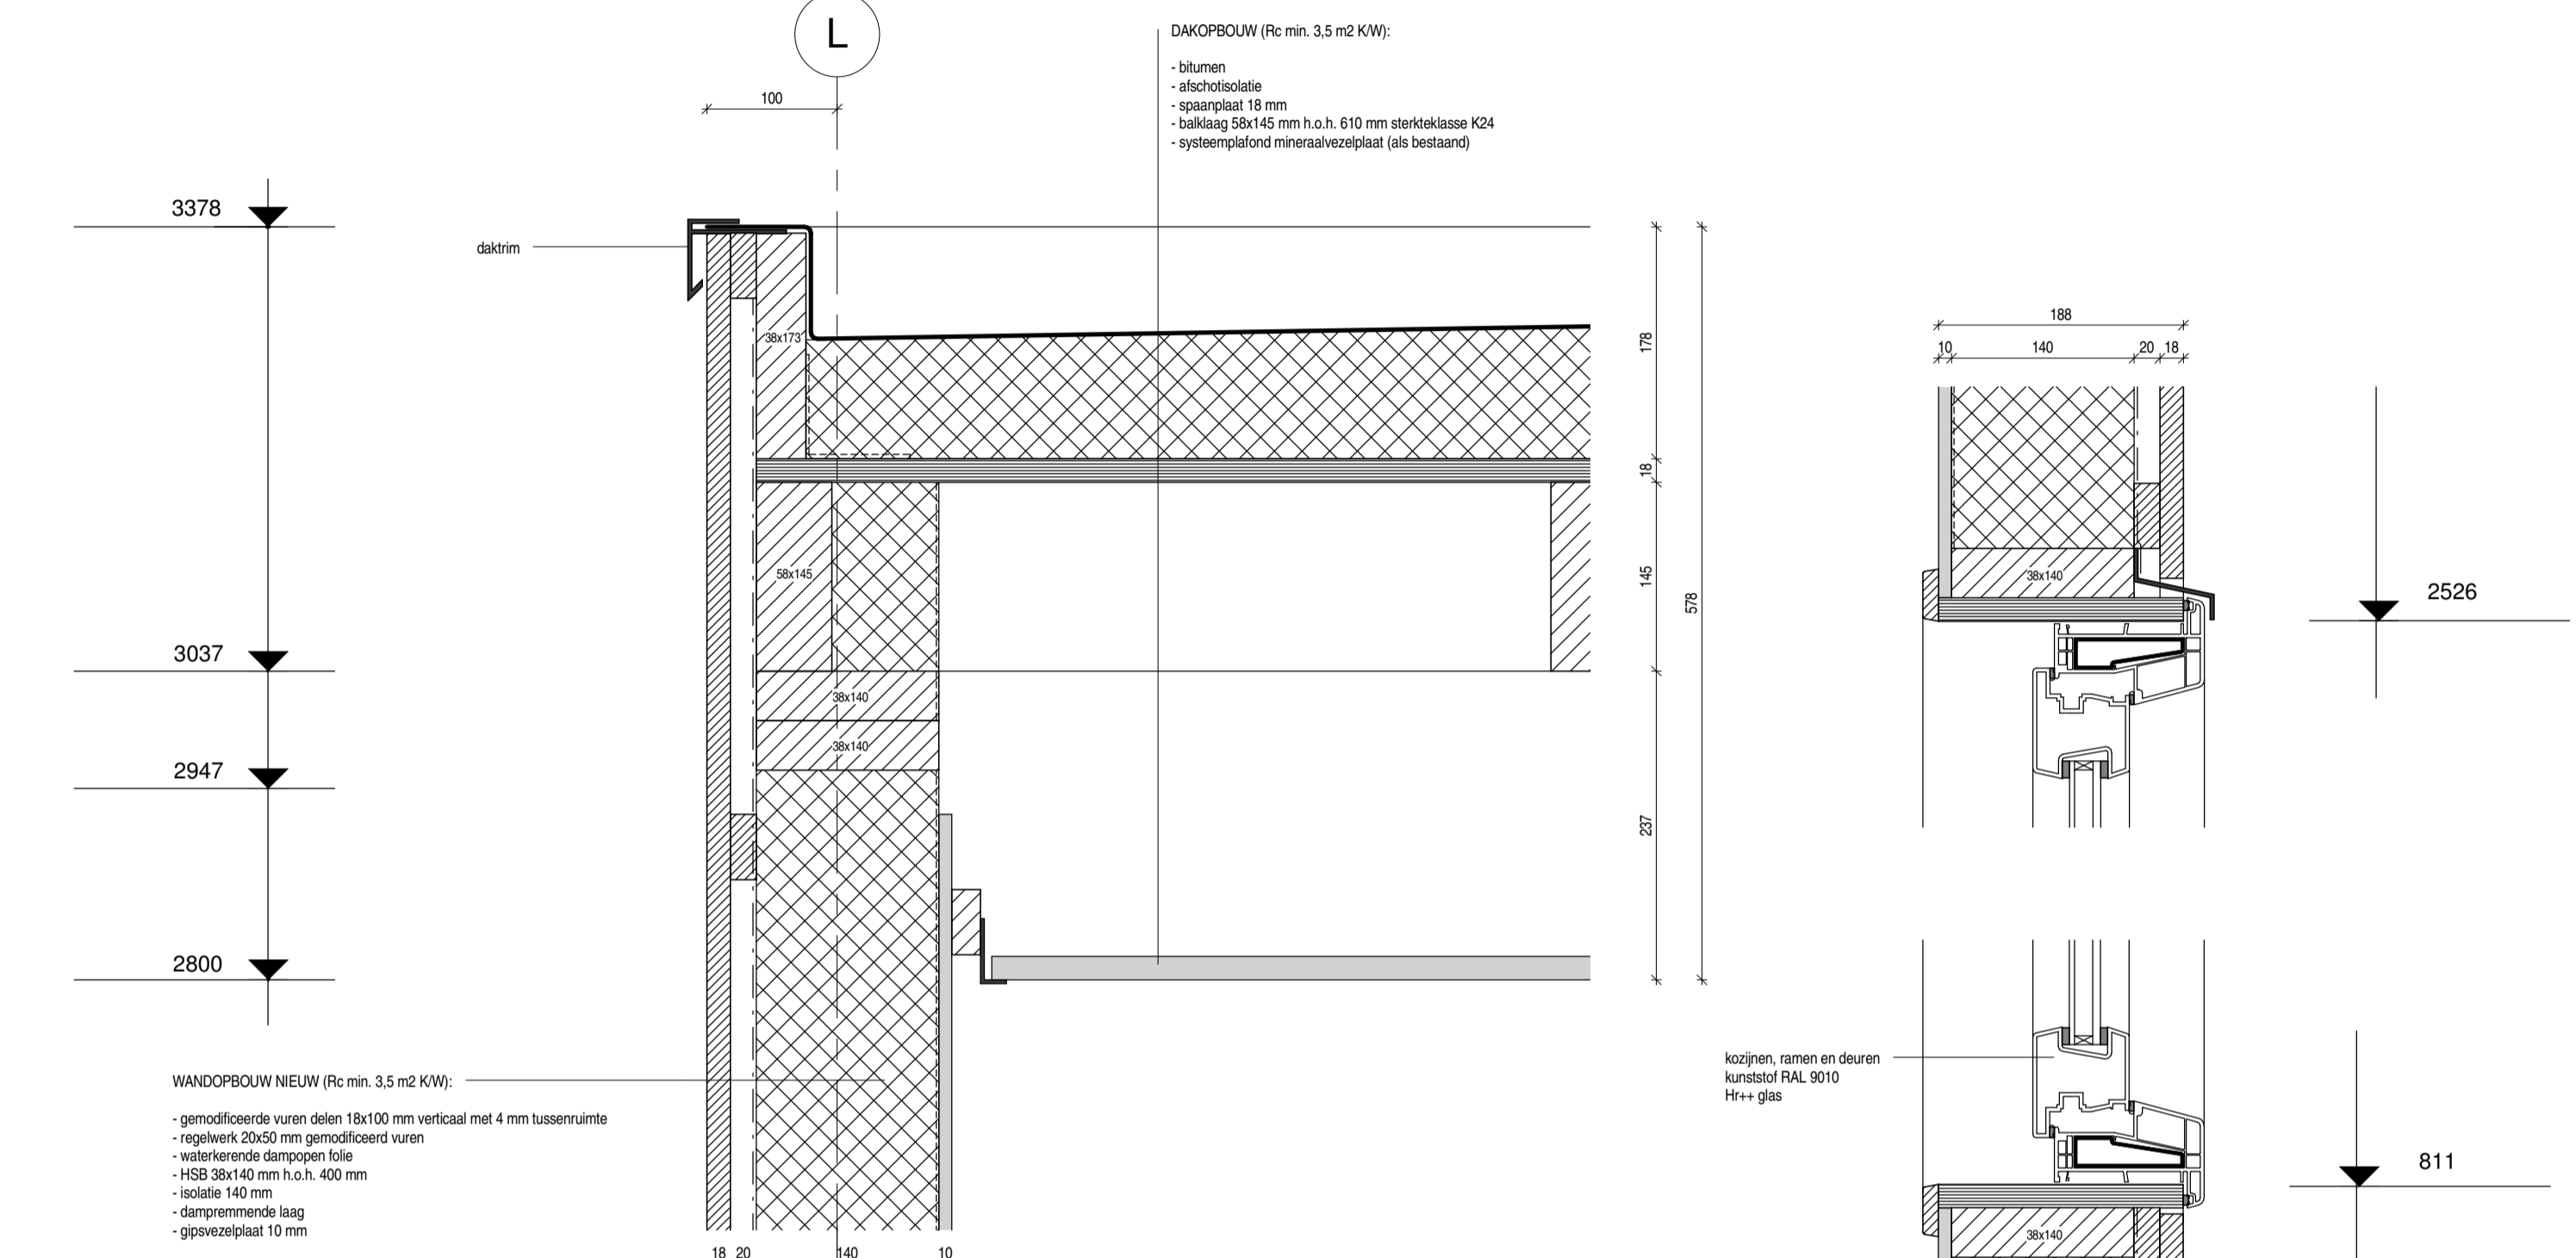 L
100
DAKOPBOUW (Rc min. 3,5 m2 K/W):
- bitumen
- afschotisolatie
- spaanplaat 18 mm
- balklaag 58x145 mm h.o.h. 610 mm sterkteklasse K24
- systeemplafond mineraalvezelplaat (als bestaand)
3378
daktrim
38x173
178
18
58x145
145
578
3037
38x140
38x140
2947
237
2800
WANDOPBOUW NIEUW (Rc min. 3,5 m2 K/W):
- gemodificeerde vuren delen 18x100 mm verticaal met 4 mm tussenruimte
- regelwerk 20x50 mm gemodificeerd vuren
- waterkerende dampopen folie
- HSB 38x140 mm h.o.h. 400 mm
- isolatie 140 mm
- dampremmende laag
- gipsvezelplaat 10 mm
18 20 140 10
188
10 140 20 18
38x140
2526
kozijnen, ramen en deuren
kunststof RAL 9010
Hr++ glas
811
38x140